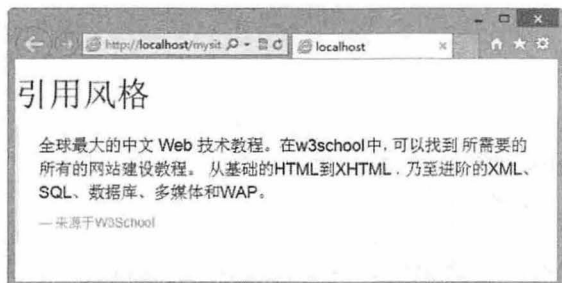 http://localhost/mysit
localhost
引用风格
全球最大的中文 Web 技术教程。在w3school中, 可以找到 所需要的
所有的网站建设教程。 从基础的HTML到XHTML , 乃至进阶的XML、
SQL、数据库、多媒体和WAP。
— 来源于W3School